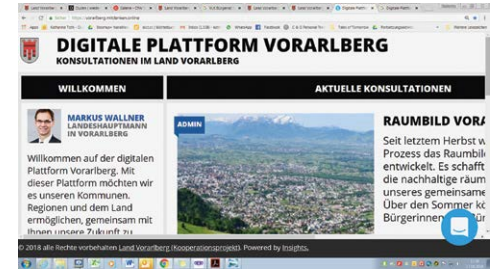 DIGITALE PLATTFORM VORARLBERG
KONSULTATIONEN IM LAND VORARLBERG
WILLKOMMEN
AKTUELLE KONSULTATIONEN
MARKUS WALLNER
LANDESHAUPTMANN
IN VORARLBERG
Willkommen auf der digitalen
Plattform Vorarlberg. Mit
dieser Plattform möchten wir
es unseren Kommunen,
Regionen und dem Land
ermöglichen, gemeinsam mit
Ihnen unsere Zukunft zu
ADMIN
RAUMBILD VORA
Seit letztem Herbst w
Prozess das Raumbild
entwickelt. Es schafft
die nachhaltige räum
unseres gemeinsame
Über den Sommer kö
Bürgerinnen
© 2018 alle Rechte vorbehalten Land Vorarlberg (Kooperationsprojekt). Powered by Insights.